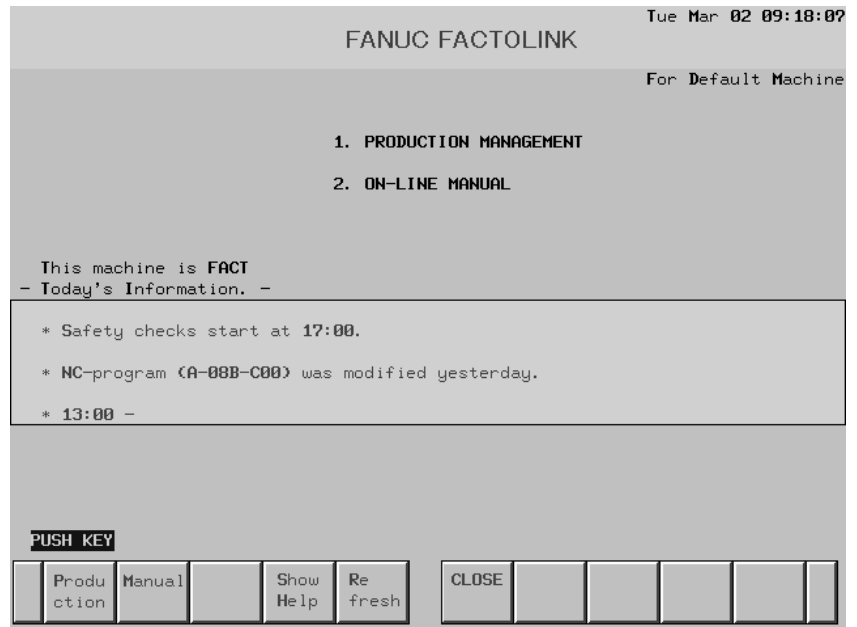 Tue Mar 02 09:18:07
FANUC FACTOLINK
For Default Machine
1. PRODUCTION MANAGEMENT
2. ON-LINE MANUAL
This machine is FACT
- Today's Information. -
* Safety checks start at 17:00.
* NC-program (A-08B-C00) was modified yesterday.
* 13:00 -
PUSH KEY
Produ Manual Show Re CLOSE
ction Help fresh